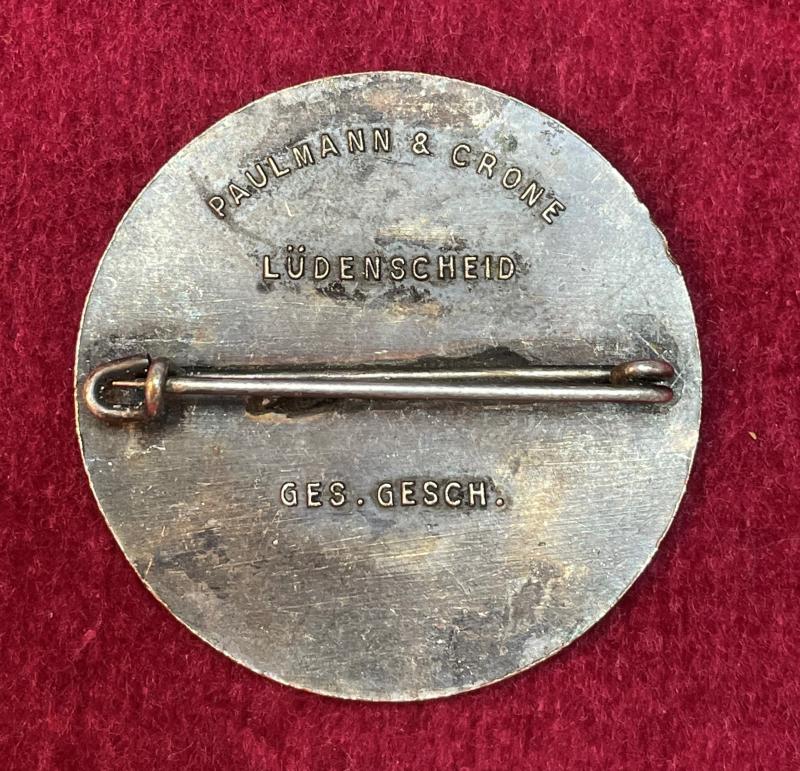 PAULMANN & CRONE
LÜDENSCHEID
GES. GESCH.